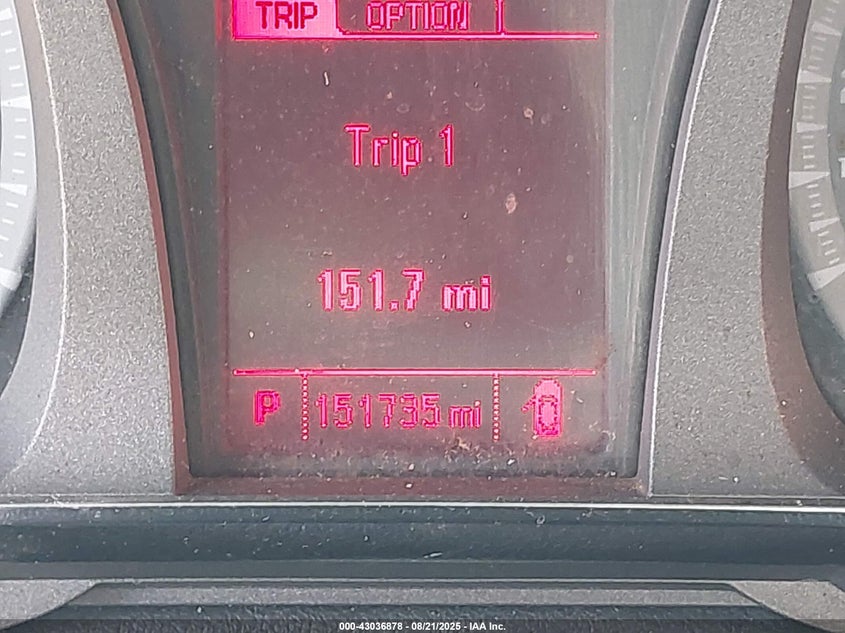 TRIP OPTION
Trip 1
151.7 mi
P 151735 mi
000-43036878 - 08/21/2025 - IAA Inc.